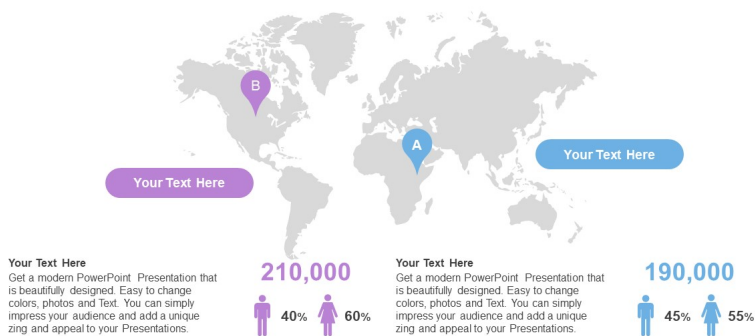 B
A
Your Text Here
Your Text Here
Your Text Here
Get a modern PowerPoint Presentation that
is beautifully designed. Easy to change
colors, photos and Text. You can simply
impress your audience and add a unique
zing and appeal to your Presentations.
210,000
40%
60%
Your Text Here
Get a modern PowerPoint Presentation that
is beautifully designed. Easy to change
colors, photos and Text. You can simply
impress your audience and add a unique
zing and appeal to your Presentations.
190,000
45%
55%